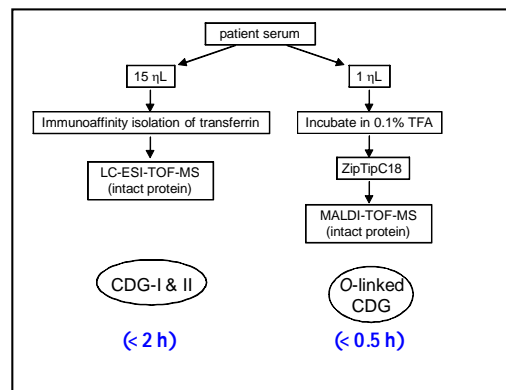 patient serum
15 ηL
1 ηL
Immunoaffinity isolation of transferrin
Incubate in 0.1% TFA
LC-ESI-TOF-MS
(intact protein)
ZipTipC18
MALDI-TOF-MS
(intact protein)
CDG-I & II
O-linked
CDG
(< 2 h)
(< 0.5 h)